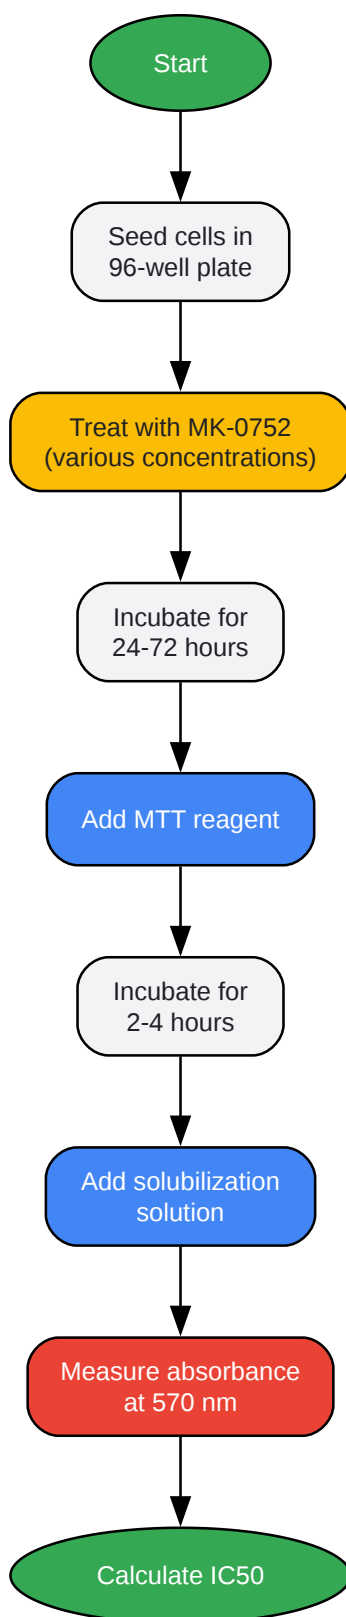 Start
Seed cells in
96-well plate
Treat with MK-0752
(various concentrations)
Incubate for
24-72 hours
Add MTT reagent
Incubate for
2-4 hours
Add solubilization
solution
Measure absorbance
at 570 nm
Calculate IC50